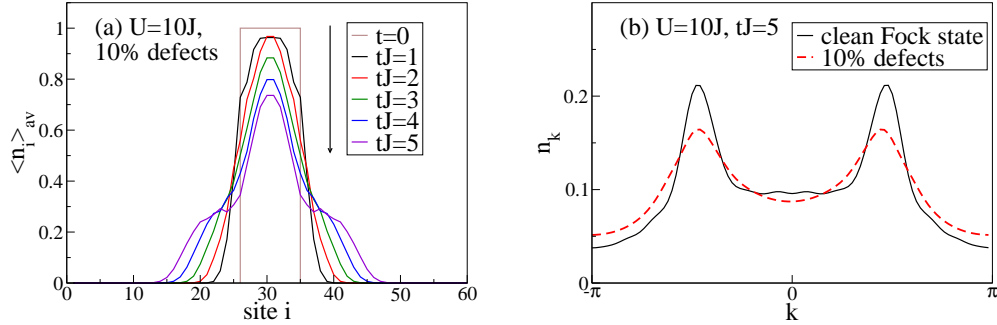 (a) U=10J,
10% defects
t=0
tJ=1
tJ=2
tJ=3
tJ=4
tJ=5
<n_i>_av
1
0.8
0.6
0.4
0.2
0
0 10 20 30 40 50 60
site i
(b) U=10J, tJ=5
clean Fock state
10% defects
n_k
0.2
0.1
0
-π 0 π
k